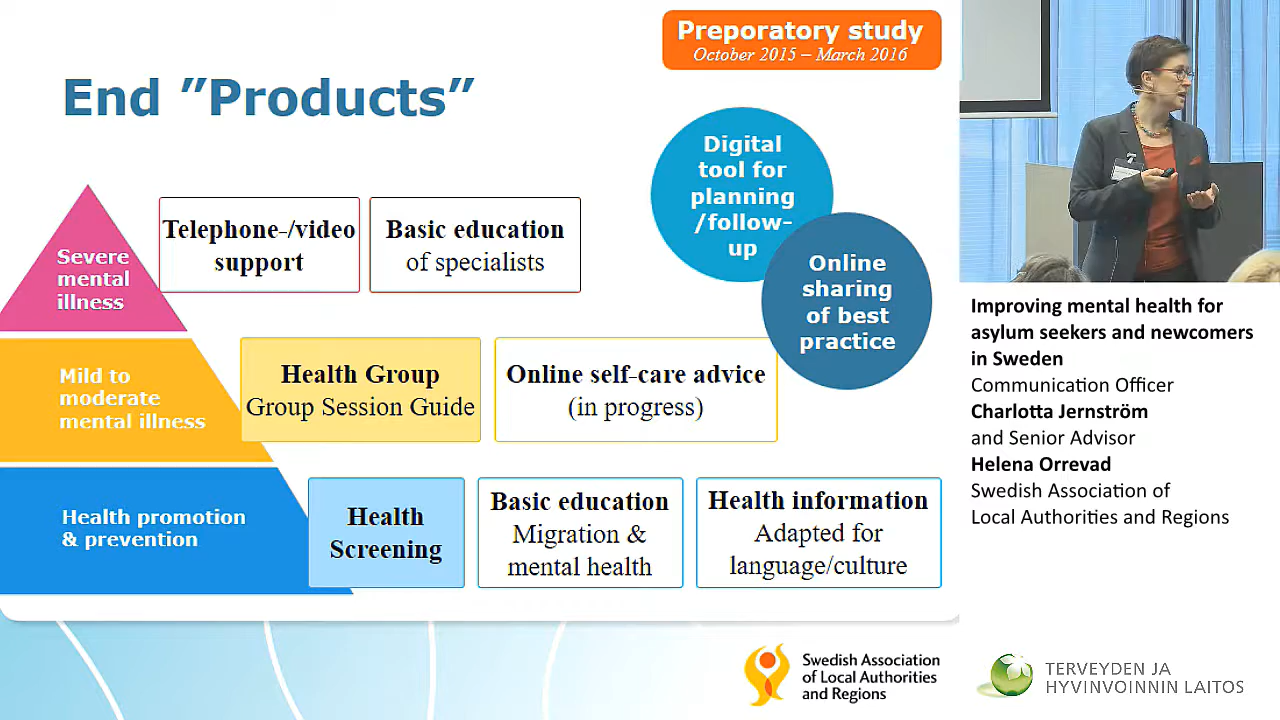 Preporatory study
October 2015 – March 2016
End ”Products”
Digital
tool for
planning
/follow-
up
Online
sharing
of best
practice
Severe
mental
illness
Telephone-/video
support
Basic education
of specialists
Mild to
moderate
mental illness
Health Group
Group Session Guide
Online self-care advice
(in progress)
Health promotion
& prevention
Health
Screening
Basic education
Migration &
mental health
Health information
Adapted for
language/culture
Swedish Association
of Local Authorities
and Regions
Improving mental health for
asylum seekers and newcomers
in Sweden
Communication Officer
Charlotta Jernström
and Senior Advisor
Helena Orrevad
Swedish Association of
Local Authorities and Regions
TERVEYDEN JA
HYVINVOINNIN LAITOS